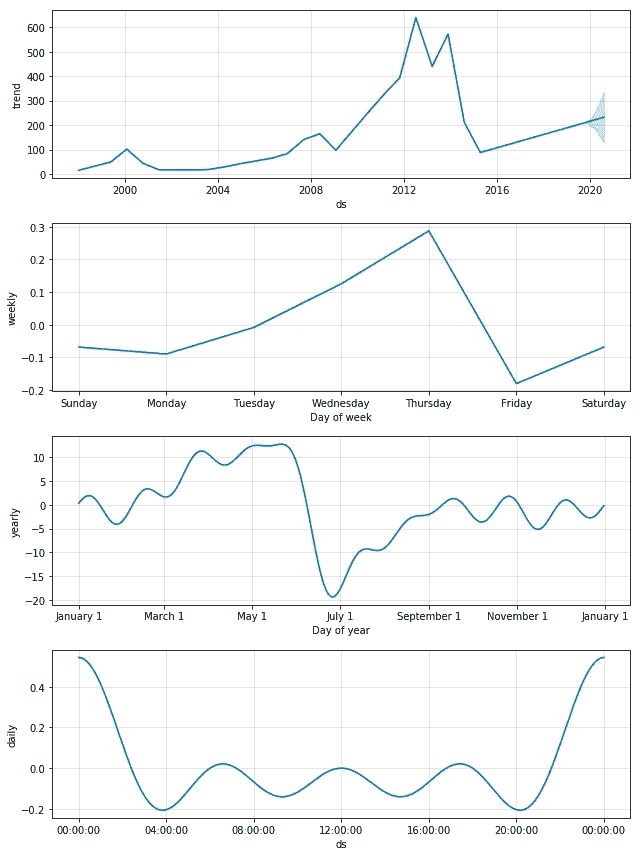 600
500
400
300
200
100
0
trend
2000 2004 2008 2012 2016 2020
ds
0.3
0.2
0.1
0.0
−0.1
−0.2
weekly
Sunday Monday Tuesday Wednesday Thursday Friday Saturday
Day of week
10
5
0
−5
−10
−15
−20
yearly
January 1 March 1 May 1 July 1 September 1 November 1 January 1
Day of year
0.4
0.2
0.0
−0.2
daily
00:00:00 04:00:00 08:00:00 12:00:00 16:00:00 20:00:00 00:00:00
ds